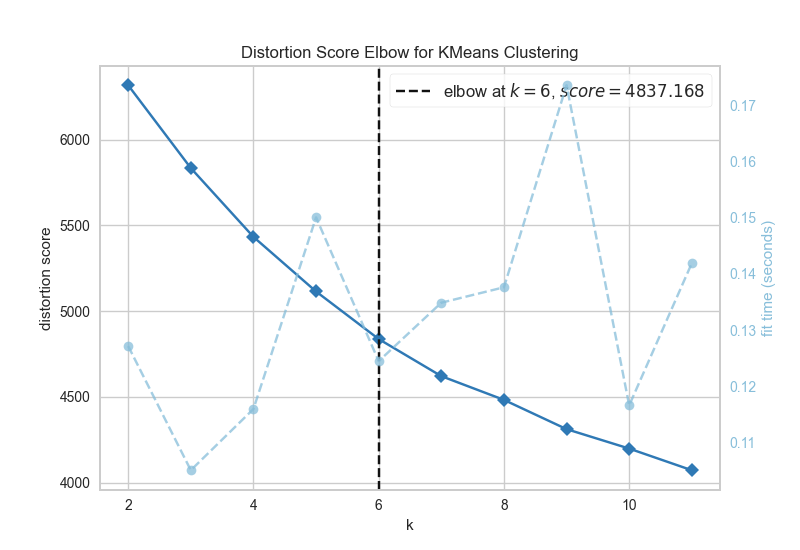 Distortion Score Elbow for KMeans Clustering
elbow at k = 6, score = 4837.168
distortion score
6000
5500
5000
4500
4000
0.17
0.16
0.15
0.14
0.13
0.12
0.11
fit time (seconds)
2 4 6 8 10
k